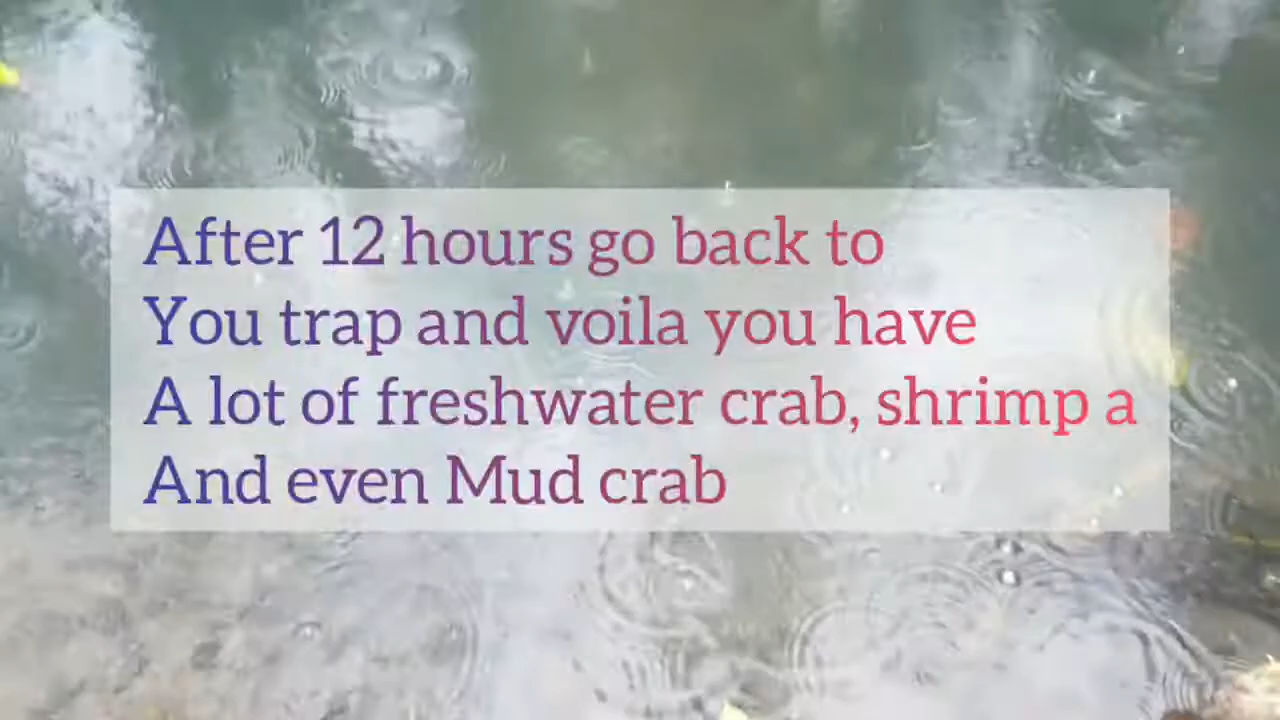 After 12 hours go back to
You trap and voila you have
A lot of freshwater crab, shrimp a
And even Mud crab